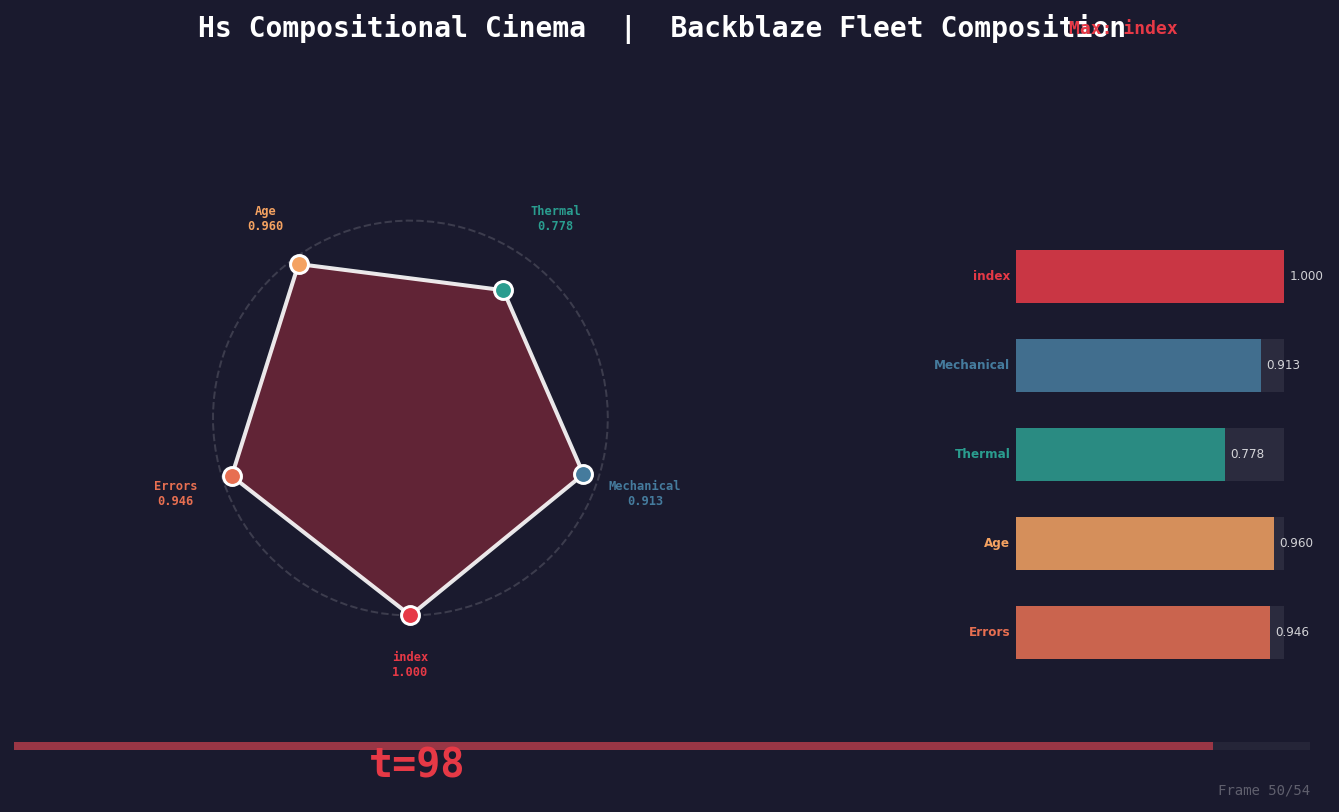 Hs Compositional Cinema | Backblaze Fleet Composition
Max: index
Age
0.960
Thermal
0.778
Errors
0.946
Mechanical
0.913
index
1.000
index 1.000
Mechanical 0.913
Thermal 0.778
Age 0.960
Errors 0.946
t=98
Frame 50/54